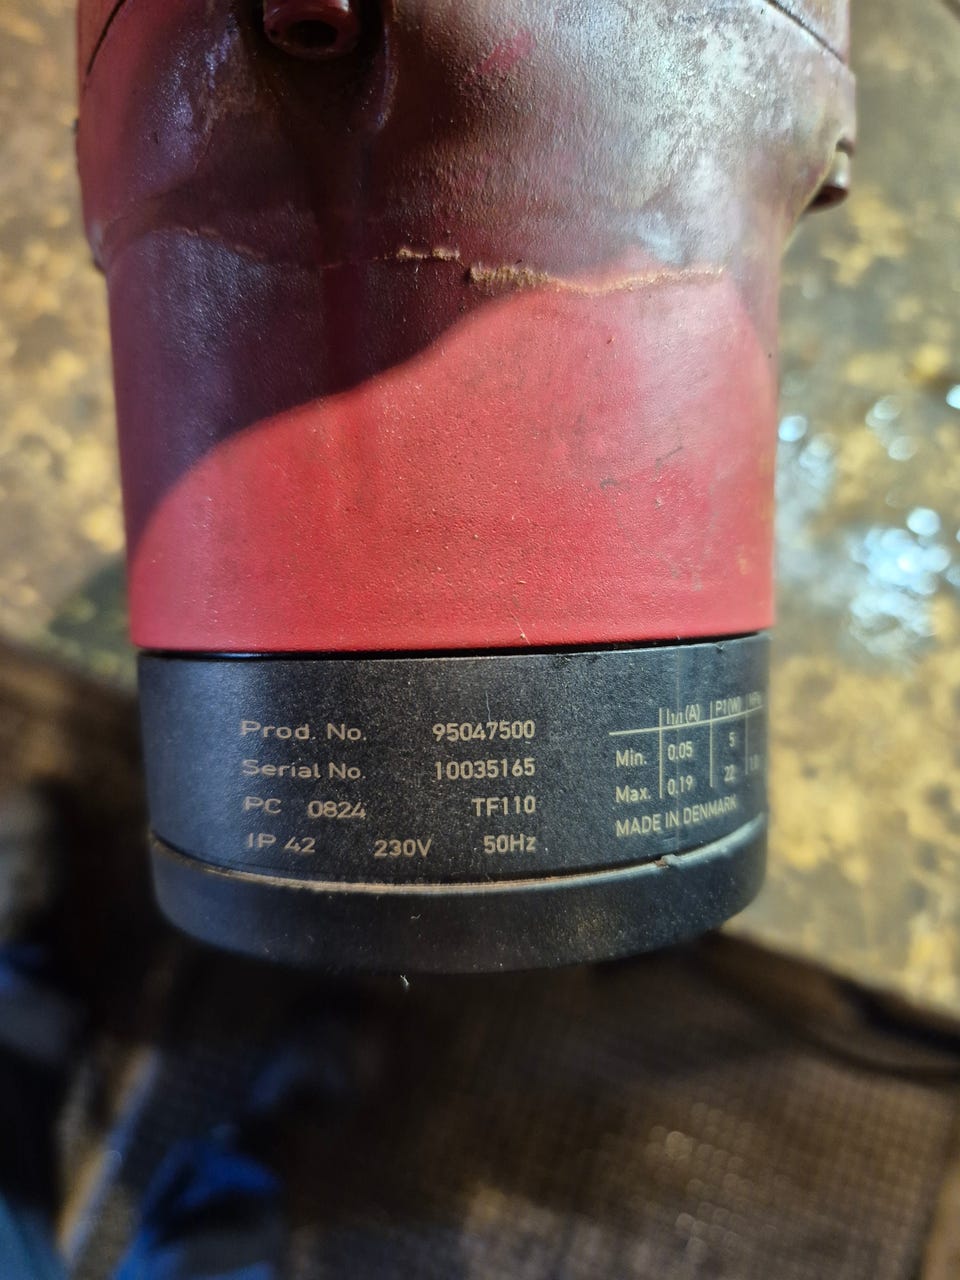 Prod. No. 95047500
Serial No. 10035165
PC 0824 TF110
IP 42 230V 50Hz
I1/1(A) P1(W)
Min. 0.05 5
Max. 0.19 22
MADE IN DENMARK